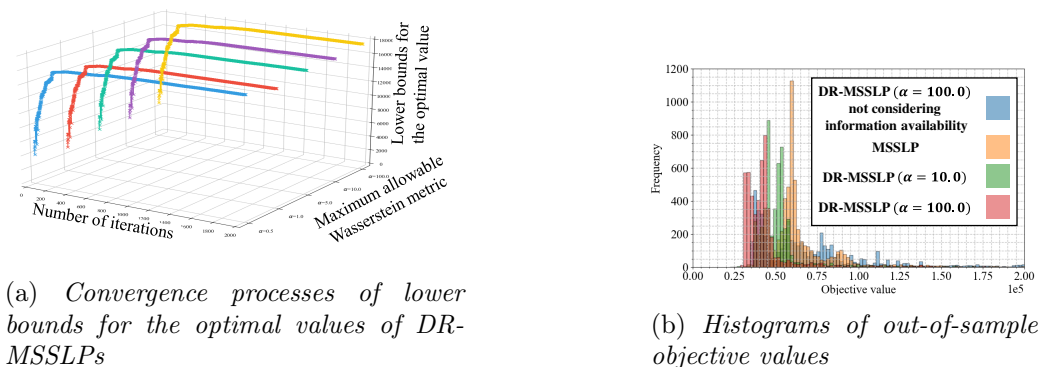 Lower bounds for
the optimal value
18000
16000
14000
12000
10000
8000
6000
4000
2000
0
0
200
400
600
800
1000
1800
2000
Number of iterations
α=0.5
α=1.0
α=5.0
α=10.0
α=100.0
Maximum allowable
Wasserstein metric
(a) Convergence processes of lower
bounds for the optimal values of DR-
MSSLPs
1200
1000
800
600
400
200
0
Frequency
DR-MSSLP (α = 100.0)
not considering
information availability
MSSLP
DR-MSSLP (α = 10.0)
DR-MSSLP (α = 100.0)
0.00 0.25 0.50 0.75 1.00 1.25 1.50 1.75 2.00
Objective value
1e5
(b) Histograms of out-of-sample
objective values